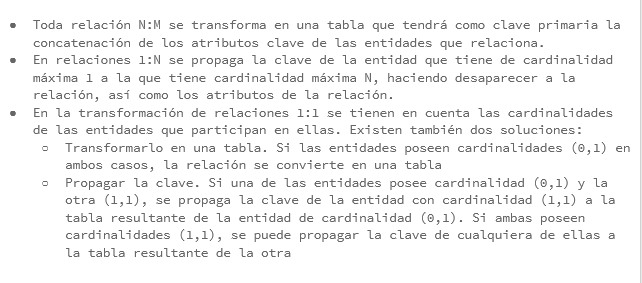 ● Toda relación N:M se transforma en una tabla que tendrá como clave primaria la
concatenación de los atributos clave de las entidades que relaciona.
● En relaciones 1:N se propaga la clave de la entidad que tiene de cardinalidad
máxima 1 a la que tiene cardinalidad máxima N, haciendo desaparecer a la
relación, así como los atributos de la relación.
● En la transformación de relaciones 1:1 se tienen en cuenta las cardinalidades
de las entidades que participan en ellas. Existen también dos soluciones:
○ Transformarlo en una tabla. Si las entidades poseen cardinalidades (0,1) en
ambos casos, la relación se convierte en una tabla
○ Propagar la clave. Si una de las entidades posee cardinalidad (0,1) y la
otra (1,1), se propaga la clave de la entidad con cardinalidad (1,1) a la
tabla resultante de la entidad de cardinalidad (0,1). Si ambas poseen
cardinalidades (1,1), se puede propagar la clave de cualquiera de ellas a
la tabla resultante de la otra